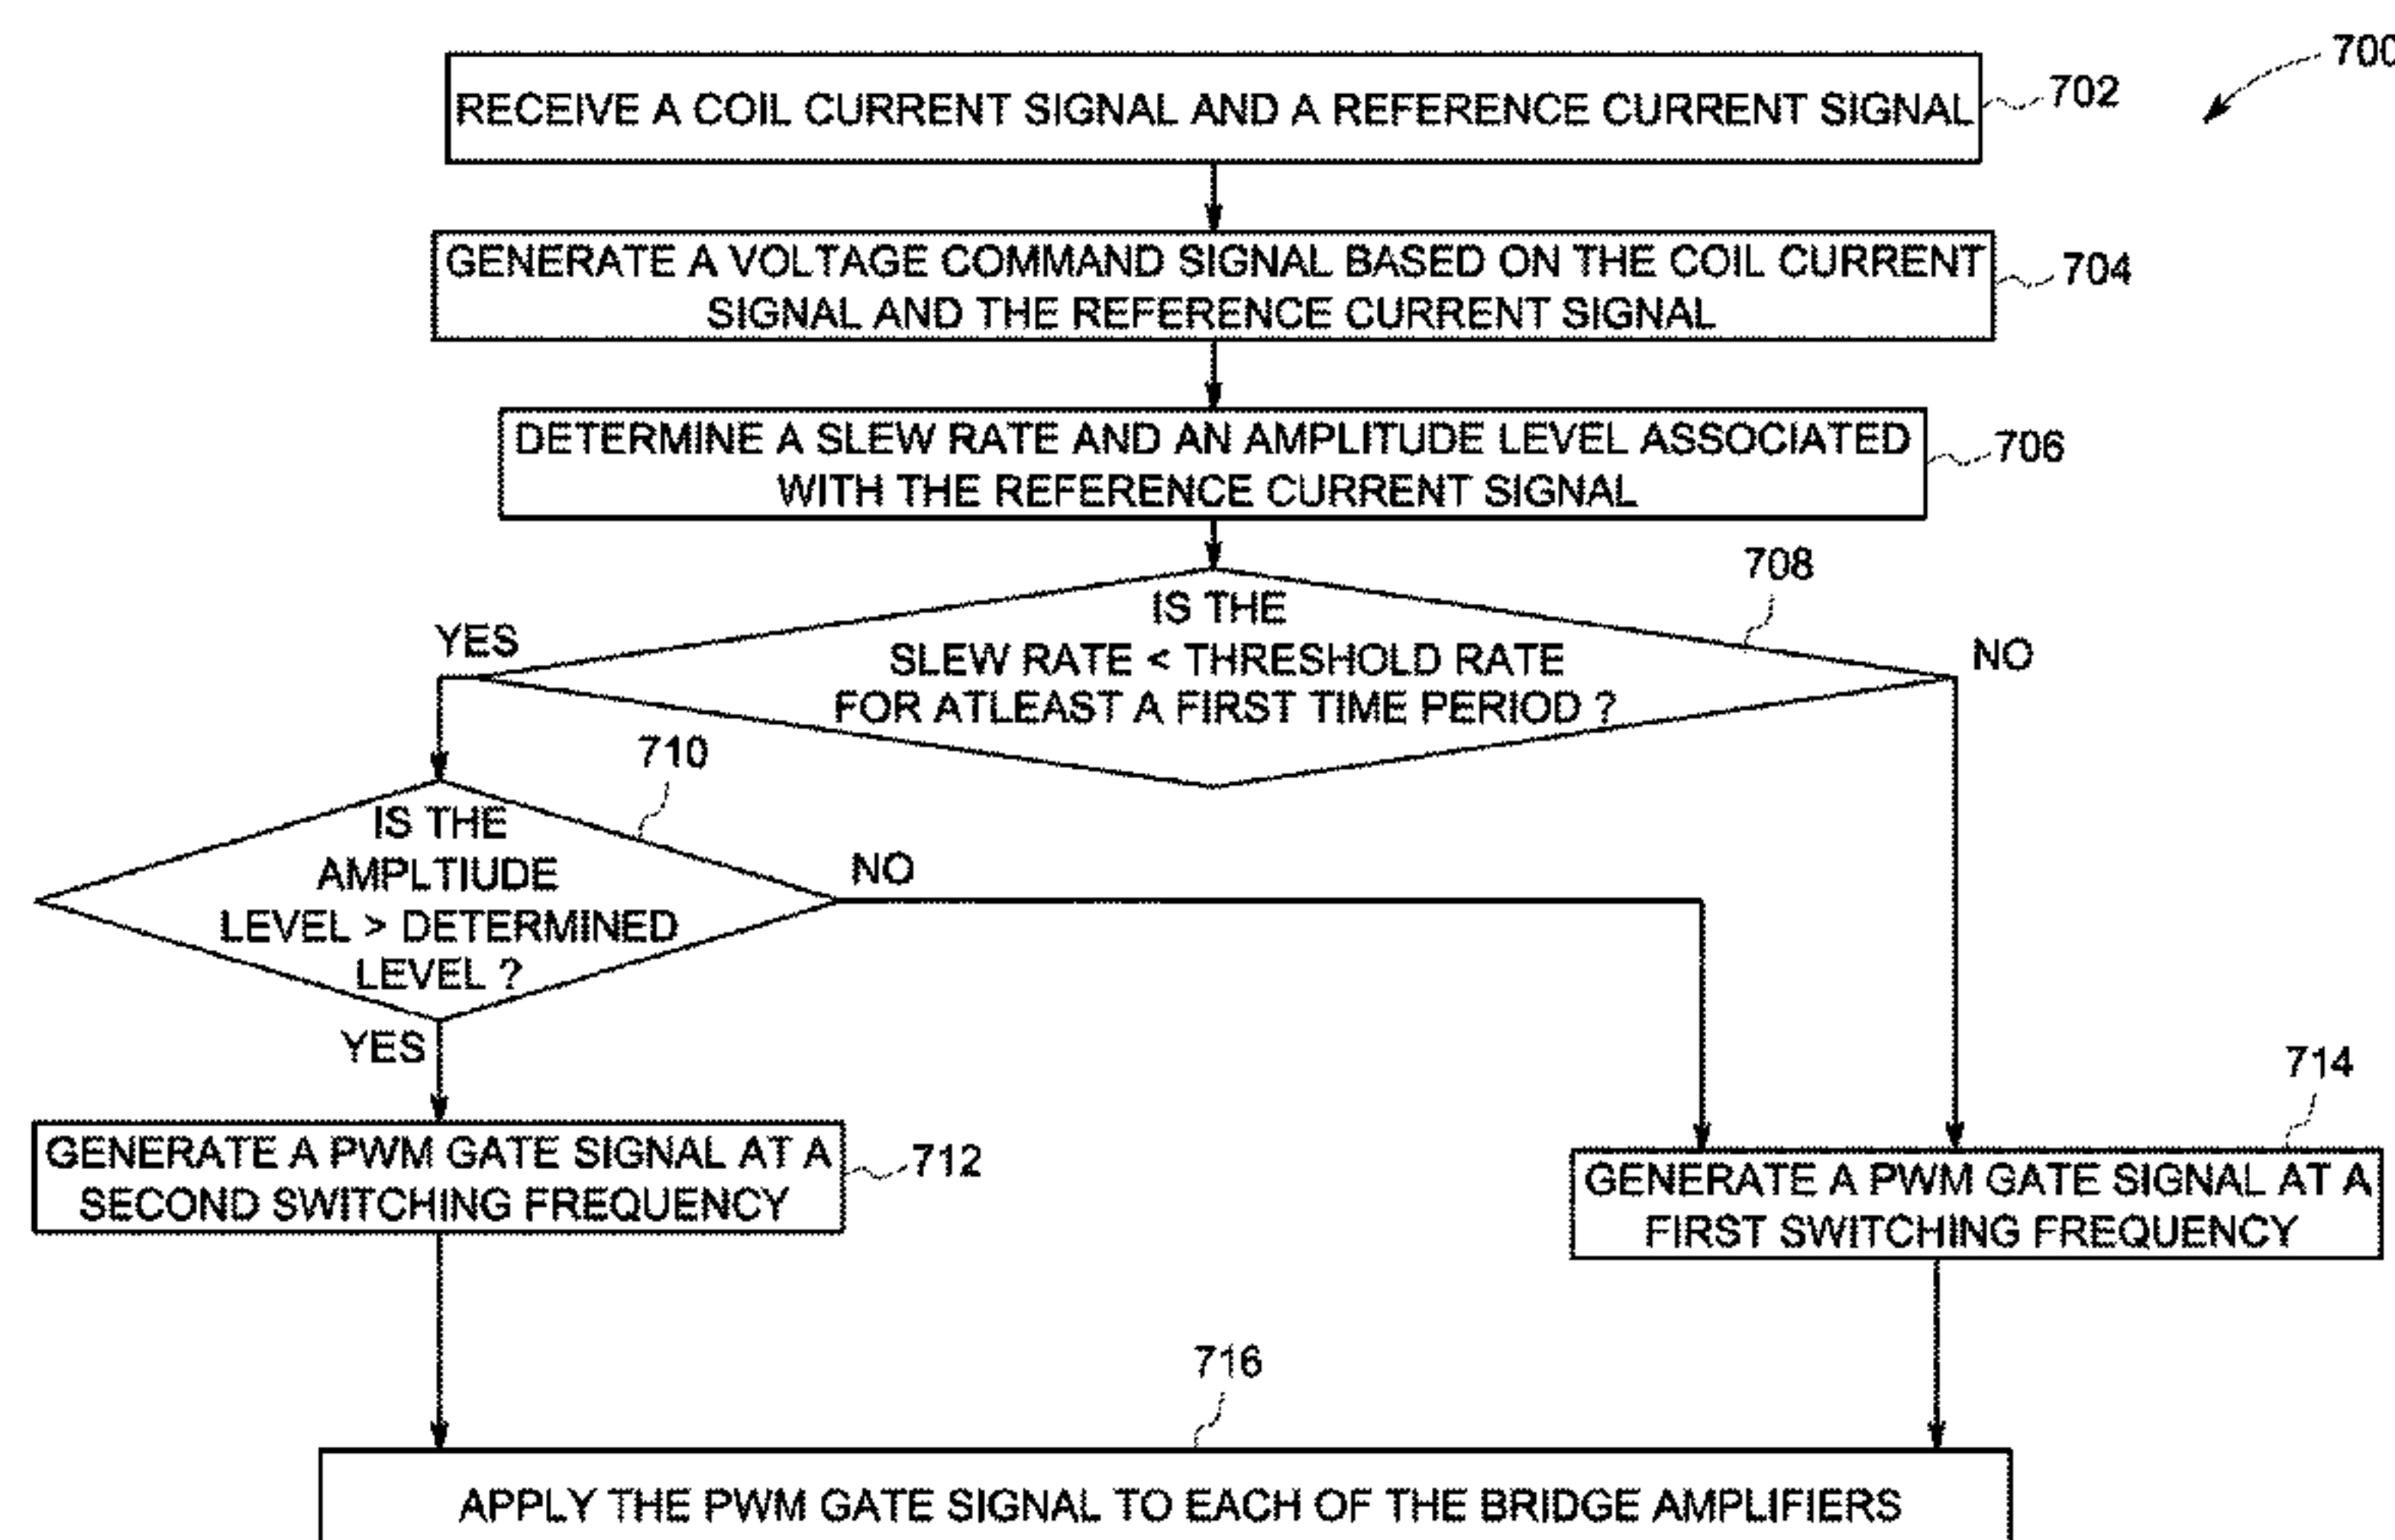 700
RECEIVE A COIL CURRENT SIGNAL AND A REFERENCE CURRENT SIGNAL
702
GENERATE A VOLTAGE COMMAND SIGNAL BASED ON THE COIL CURRENT
SIGNAL AND THE REFERENCE CURRENT SIGNAL
704
DETERMINE A SLEW RATE AND AN AMPLITUDE LEVEL ASSOCIATED
WITH THE REFERENCE CURRENT SIGNAL
706
708
IS THE
SLEW RATE < THRESHOLD RATE
FOR ATLEAST A FIRST TIME PERIOD ?
YES
NO
710
IS THE
AMPLTIUDE
LEVEL > DETERMINED
LEVEL ?
NO
YES
GENERATE A PWM GATE SIGNAL AT A
SECOND SWITCHING FREQUENCY
712
714
GENERATE A PWM GATE SIGNAL AT A
FIRST SWITCHING FREQUENCY
716
APPLY THE PWM GATE SIGNAL TO EACH OF THE BRIDGE AMPLIFIERS